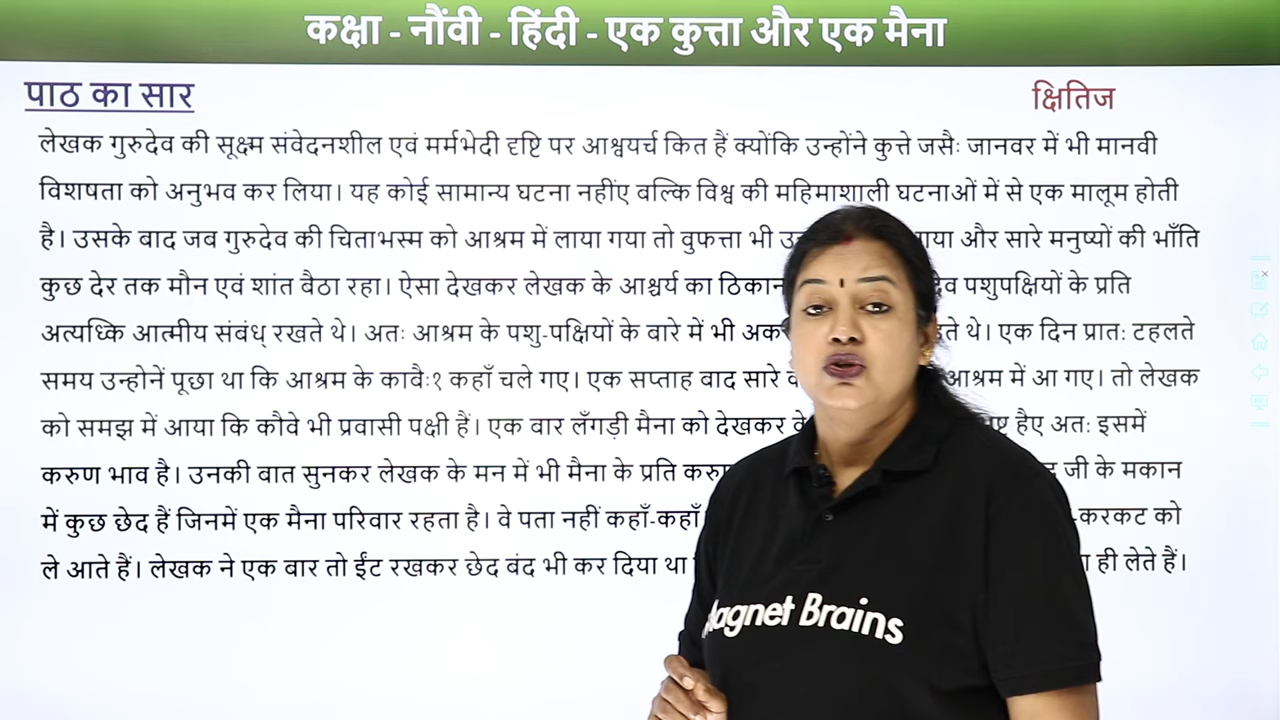 कक्षा - नौंवी - हिंदी - एक कुत्ता और एक मैना
पाठ का सार
क्षितिज
लेखक गुरुदेव की सूक्ष्म संवेदनशील एवं मर्मभेदी दृष्टि पर आश्वयर्च कित हैं क्योंकि उन्होंने कुत्ते जसैः जानवर में भी मानवी
विशषता को अनुभव कर लिया। यह कोई सामान्य घटना नहींए बल्कि विश्व की महिमाशाली घटनाओं में से एक मालूम होती
है। उसके बाद जब गुरुदेव की चिताभस्म को आश्रम में लाया गया तो वुफत्ता भी और सारे मनुष्यों की भाँति
कुछ देर तक मौन एवं शांत बैठा रहा। ऐसा देखकर लेखक के आश्चर्य का पशुपक्षियों के प्रति
अत्यध्कि आत्मीय संबंध् रखते थे। अतः आश्रम के पशु-पक्षियों के बारे में भी थे। एक दिन प्रात: टहलते
समय उन्होनें पूछा था कि आश्रम के कावैः१ कहाँ चले गए। एक सप्ताह बाद सारे आश्रम में आ गए। तो लेखक
को समझ में आया कि कौवे भी प्रवासी पक्षी हैं। एक बार लँगड़ी मैना को देखकर हैए अत: इसमें
करुण भाव है। उनकी बात सुनकर लेखक के मन में भी मैना के प्रति जी के मकान
में कुछ छेद हैं जिनमें एक मैना परिवार रहता है। वे पता नहीं कहाँ-कहाँ -करकट को
ले आते हैं। लेखक ने एक बार तो ईंट रखकर छेद बंद भी कर दिया था ही लेते हैं।
agnet Brains